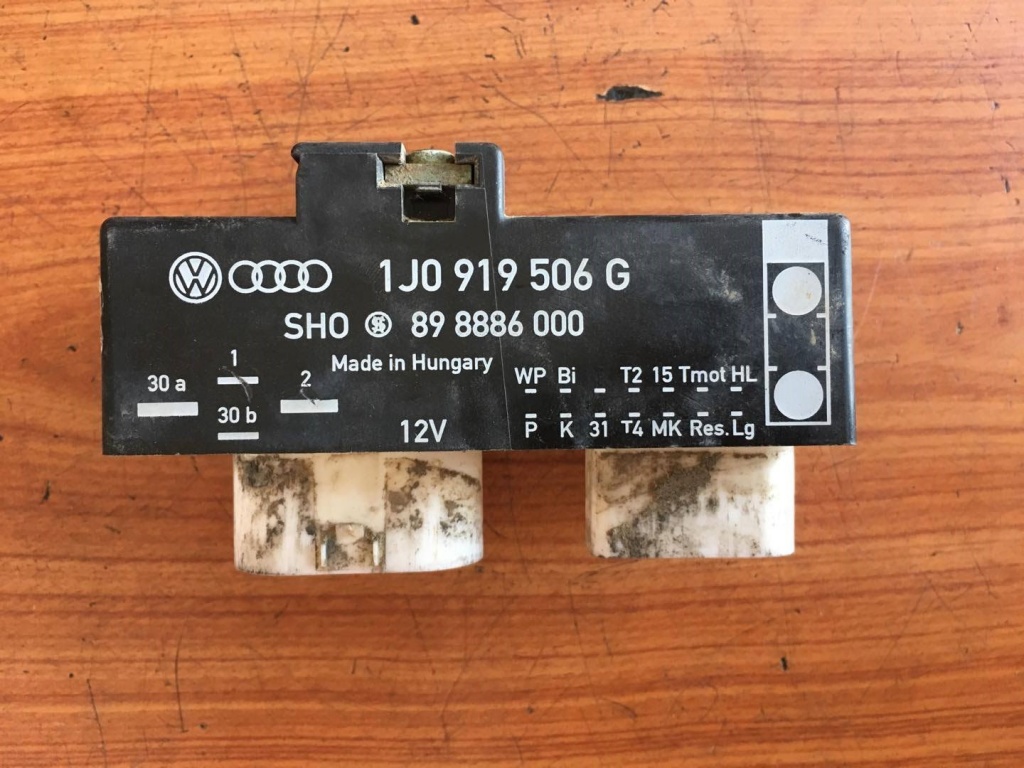 1J0 919 506 G
SHO 89 8886 000
Made in Hungary
1
30 a 2
30 b
12V
WP Bi T2 15 Tmot HL
P K 31 T4 MK Res. Lg